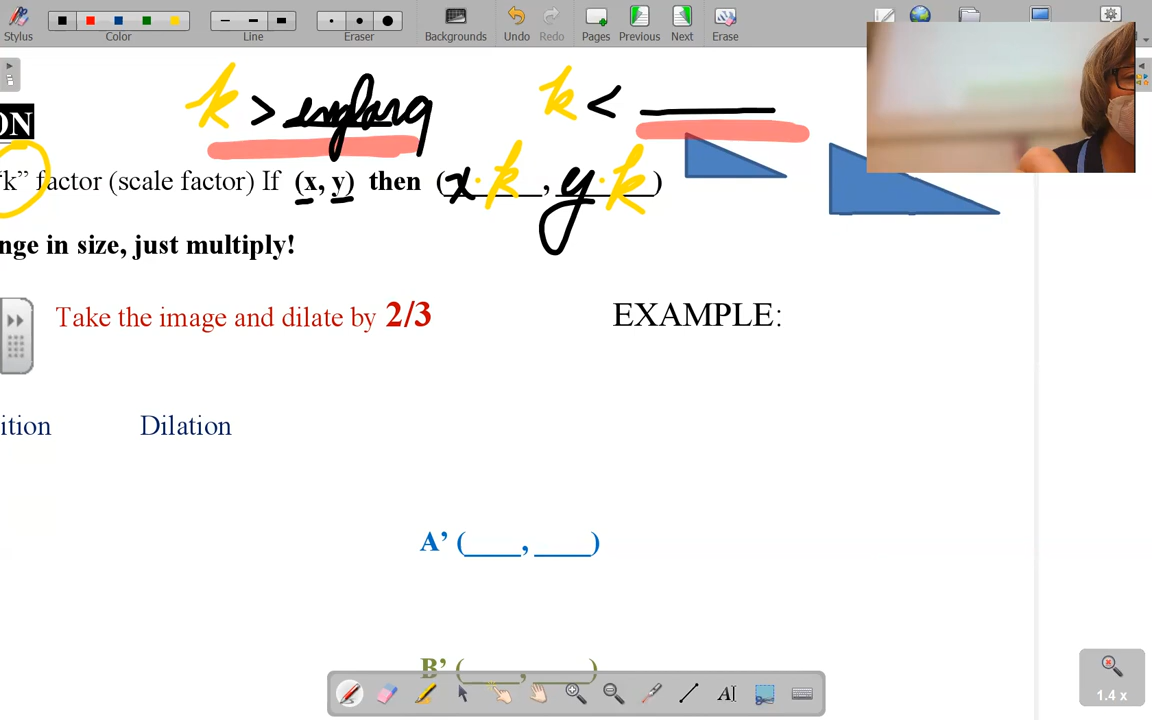 Stylus Color Line Eraser Backgrounds Undo Redo Pages Previous Next Erase
k > enlarg k < ____
ON
"k" factor (scale factor) If (x, y) then (x·k, y·k)
nge in size, just multiply!
Take the image and dilate by 2/3 EXAMPLE:
ition Dilation
A’ (____, ____)
B’ (____, ____)
1.4 x